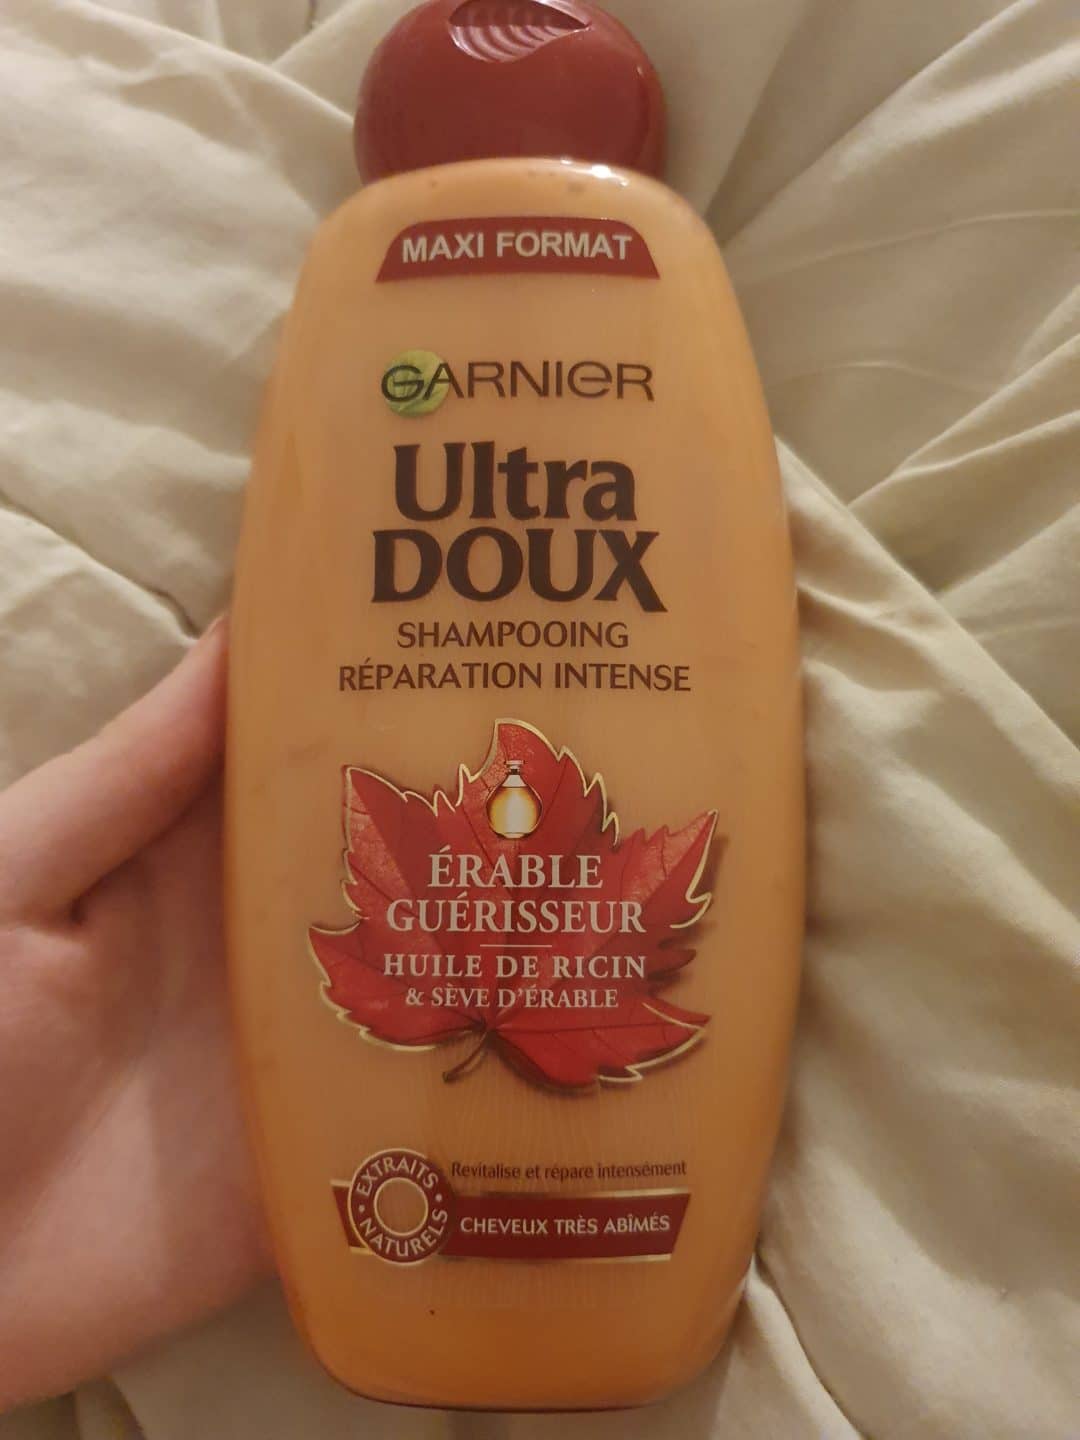 MAXI FORMAT
GARNIER
Ultra
DOUX
SHAMPOOING
RÉPARATION INTENSE
ÉRABLE
GUÉRISSEUR
HUILE DE RICIN
& SÈVE D'ÉRABLE
EXTRAITS NATURELS
Revitalise et répare intensément
CHEVEUX TRÈS ABÎMÉS